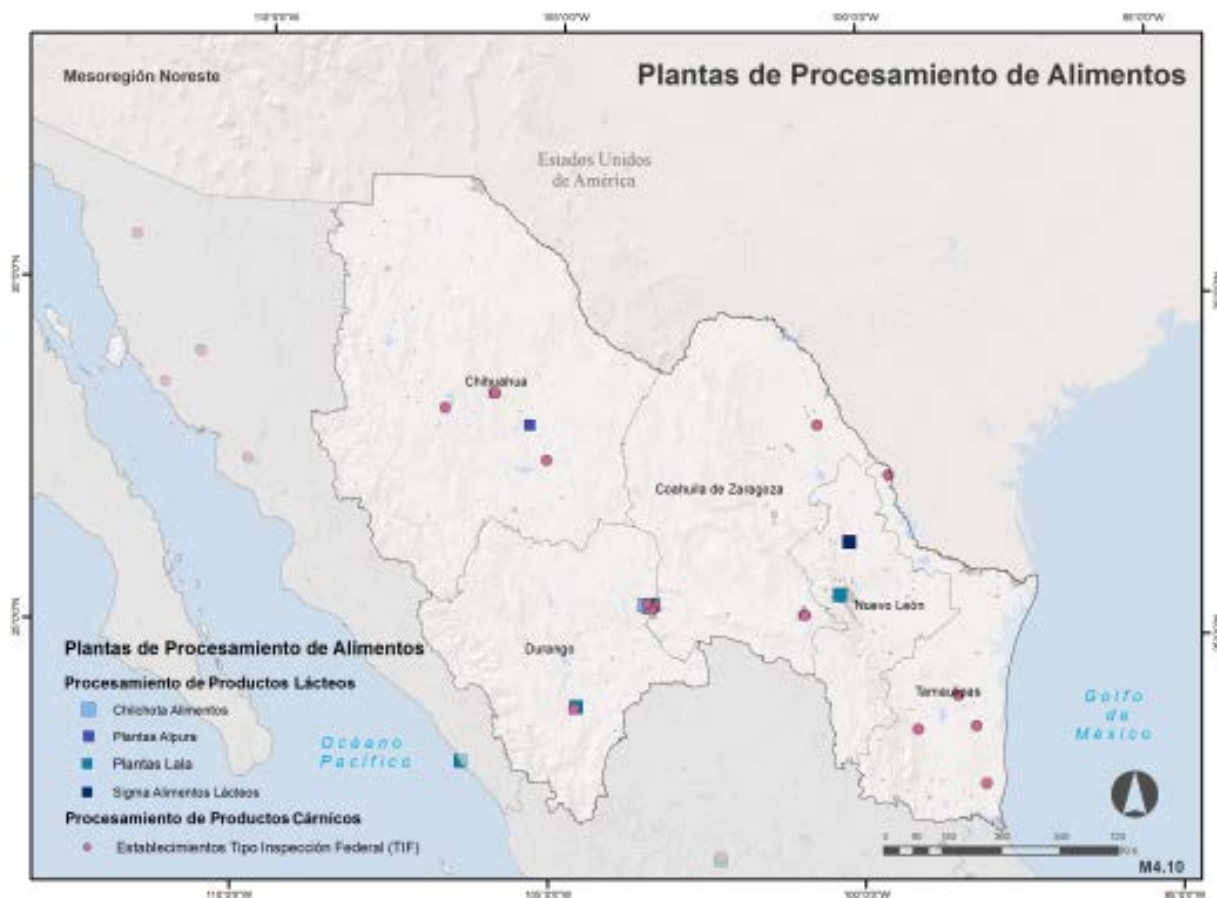 Mesoregión Noreste
Plantas de Procesamiento de Alimentos
Estados Unidos
de América
Chihuahua
Coahuila de Zaragoza
Nuevo León
Durango
Tamaulipas
Golfo
de
México
Océano
Pacífico
Plantas de Procesamiento de Alimentos
Procesamiento de Productos Lácteos
Chilchota Alimentos
Plantas Alpura
Plantas Lala
Sigma Alimentos Lácteos
Procesamiento de Productos Cárnicos
Establecimientos Tipo Inspección Federal (TIF)
M4.10